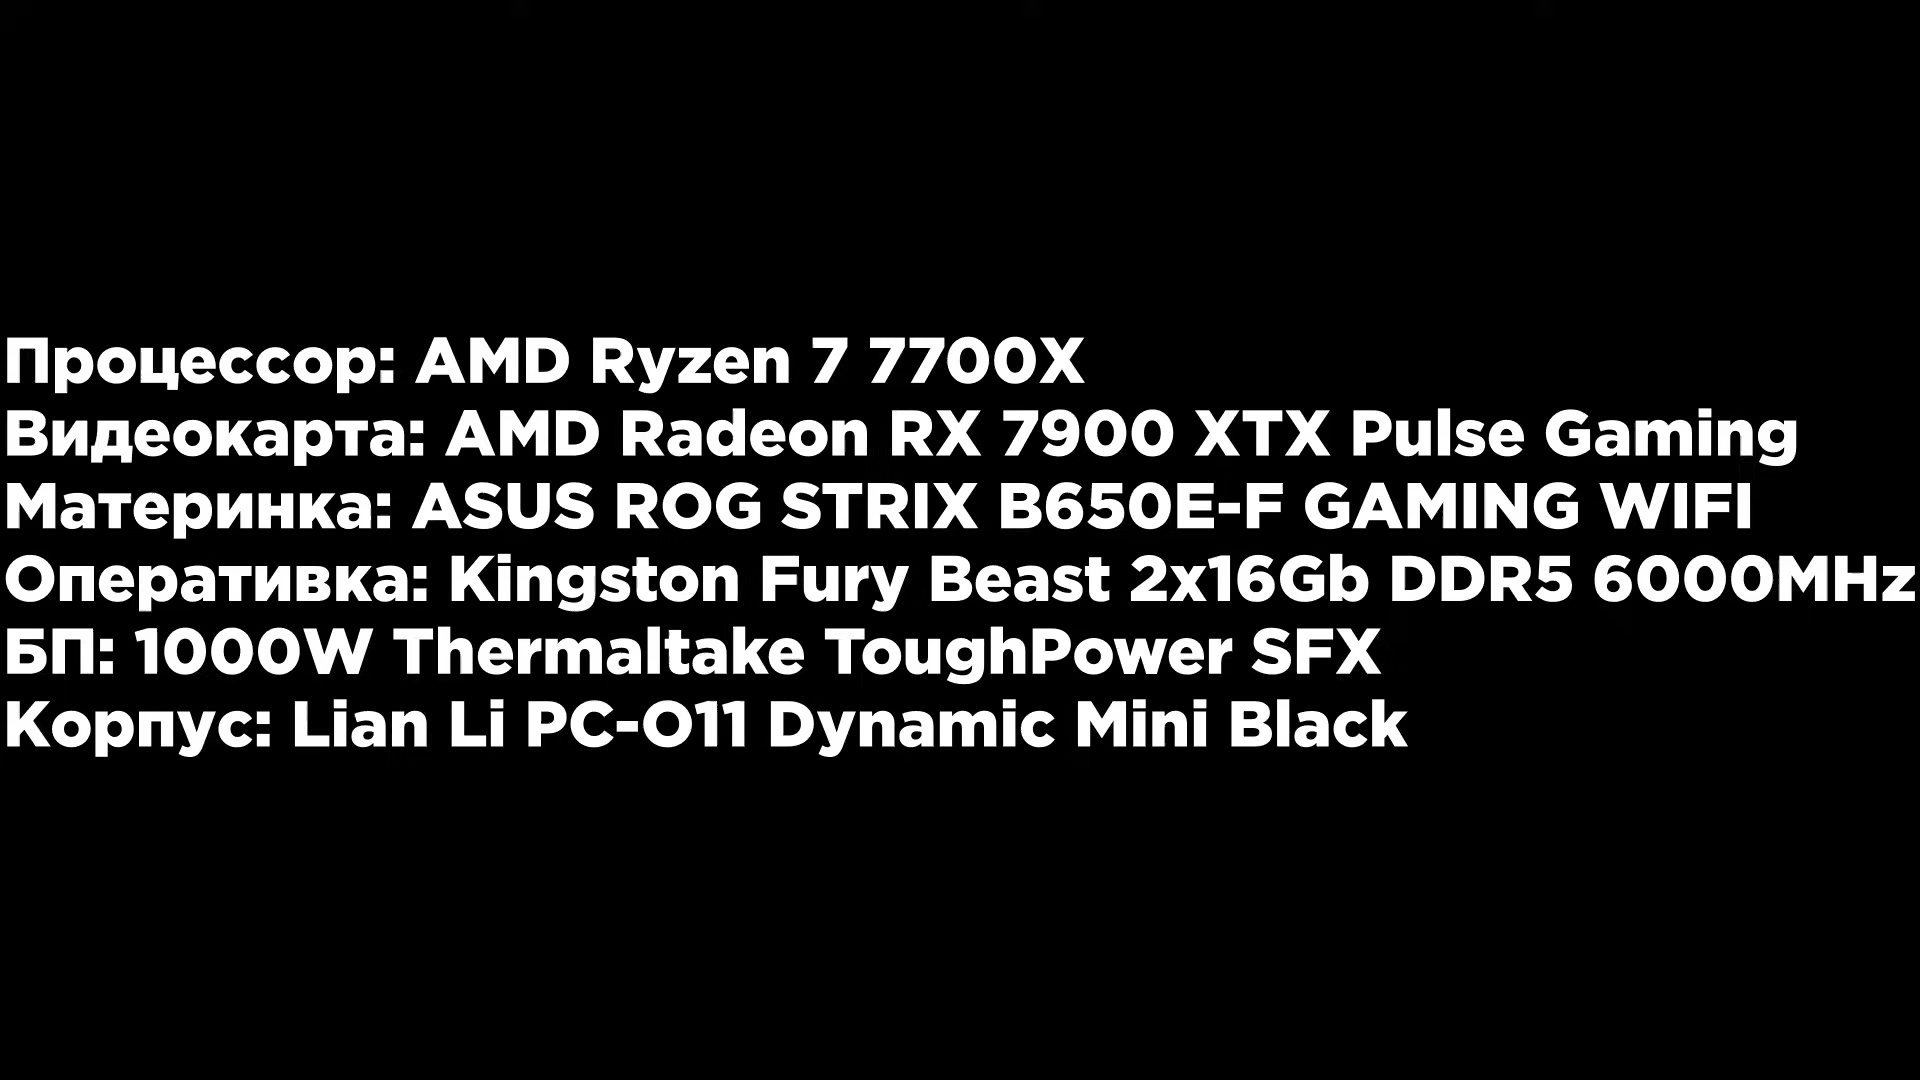 Процессор: AMD Ryzen 7 7700X
Видеокарта: AMD Radeon RX 7900 XTX Pulse Gaming
Материнка: ASUS ROG STRIX B650E-F GAMING WIFI
Оперативка: Kingston Fury Beast 2x16Gb DDR5 6000MHz
БП: 1000W Thermaltake ToughPower SFX
Корпус: Lian Li PC-O11 Dynamic Mini Black